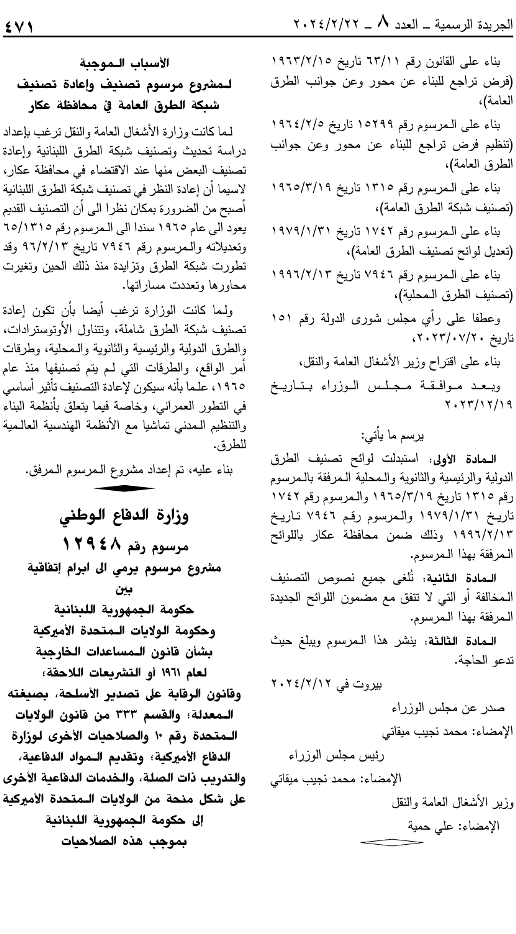 الجريدة الرسمية ــ العدد ٨ ــ ٢٠٢٤/٢/٢٢
٤٧١
بناء على القانون رقم ٦٣/١١ تاريخ ١٩٦٣/٢/١٥
(فرض تراجع للبناء عن محور وعن جوانب الطرق
العامة)،
بناء على المرسوم رقم ١٥٢٩٩ تاريخ ١٩٦٤/٢/٥
(تنظيم فرض تراجع للبناء عن محور وعن جوانب
الطرق العامة)،
بناء على المرسوم رقم ١٣١٥ تاريخ ١٩٦٥/٣/١٩
(تصنيف شبكة الطرق العامة)،
بناء على المرسوم رقم ١٧٤٢ تاريخ ١٩٧٩/١/٣١
(تعديل لوائح تصنيف الطرق العامة)،
بناء على المرسوم رقم ٧٩٤٦ تاريخ ١٩٩٦/٢/١٣
(تصنيف الطرق المحلية)،
وعطفا على رأي مجلس شورى الدولة رقم ١٥١
تاريخ ٢٠٢٣/٠٧/٢٠،
بناء على اقتراح وزير الأشغال العامة والنقل،
وبعد موافقة مجلس الوزراء بتاريخ
٢٠٢٣/١٢/١٩
يرسم ما يأتي:
المادة الأولى: استبدلت لوائح تصنيف الطرق
الدولية والرئيسية والثانوية والمحلية المرفقة بالمرسوم
رقم ١٣١٥ تاريخ ١٩٦٥/٣/١٩ والمرسوم رقم ١٧٤٢
تاريخ ١٩٧٩/١/٣١ والمرسوم رقم ٧٩٤٦ تاريخ
١٩٩٦/٢/١٣ وذلك ضمن محافظة عكار باللوائح
المرفقة بهذا المرسوم.
المادة الثانية: تُلغى جميع نصوص التصنيف
المخالفة أو التي لا تتفق مع مضمون اللوائح الجديدة
المرفقة بهذا المرسوم.
المادة الثالثة: ينشر هذا المرسوم ويبلغ حيث
تدعو الحاجة.
بيروت في ٢٠٢٤/٢/١٢
صدر عن مجلس الوزراء
الإمضاء: محمد نجيب ميقاتي
رئيس مجلس الوزراء
الإمضاء: محمد نجيب ميقاتي
وزير الأشغال العامة والنقل
الإمضاء: علي حمية
الأسباب الموجبة
لمشروع مرسوم تصنيف وإعادة تصنيف
شبكة الطرق العامة في محافظة عكار
لما كانت وزارة الأشغال العامة والنقل ترغب بإعداد
دراسة تحديث وتصنيف شبكة الطرق اللبنانية وإعادة
تصنيف البعض منها عند الاقتضاء في محافظة عكار،
لاسيما أن إعادة النظر في تصنيف شبكة الطرق اللبنانية
أصبح من الضرورة بمكان نظرا الى أن التصنيف القديم
يعود الى عام ١٩٦٥ سندا الى المرسوم رقم ٦٥/١٣١٥
وتعديلاته والمرسوم رقم ٧٩٤٦ تاريخ ٩٦/٢/١٣ وقد
تطورت شبكة الطرق وتزايدة منذ ذلك الحين وتغيرت
محاورها وتعددت مساراتها.
ولما كانت الوزارة ترغب أيضا بأن تكون إعادة
تصنيف شبكة الطرق شاملة، وتتناول الأوتوسترادات،
والطرق الدولية والرئيسية والثانوية والمحلية، وطرقات
أمر الواقع، والطرقات التي لم يتم تصنيفها منذ عام
١٩٦٥، علما بأنه سيكون لإعادة التصنيف تأثير أساسي
في التطور العمراني، وخاصة فيما يتعلق بأنظمة البناء
والتنظيم المدني تماشيا مع الأنظمة الهندسية العالمية
للطرق.
بناء عليه، تم إعداد مشروع المرسوم المرفق.
وزارة الدفاع الوطني
مرسوم رقم ١٢٩٤٨
مشروع مرسوم يرمي الى ابرام إتفاقية
بين
حكومة الجمهورية اللبنانية
وحكومة الولايات المتحدة الأميركية
بشأن قانون المساعدات الخارجية
لعام ١٩٦١ أو التشريعات اللاحقة؛
وقانون الرقابة على تصدير الأسلحة، بصيغته
المعدلة؛ والقسم ٣٣٣ من قانون الولايات
المتحدة رقم ١٠ والصلاحيات الأخرى لوزارة
الدفاع الأميركية؛ وتقديم المواد الدفاعية،
والتدريب ذات الصلة، والخدمات الدفاعية الأخرى
على شكل منحة من الولايات المتحدة الأميركية
إلى حكومة الجمهورية اللبنانية
بموجب هذه الصلاحيات